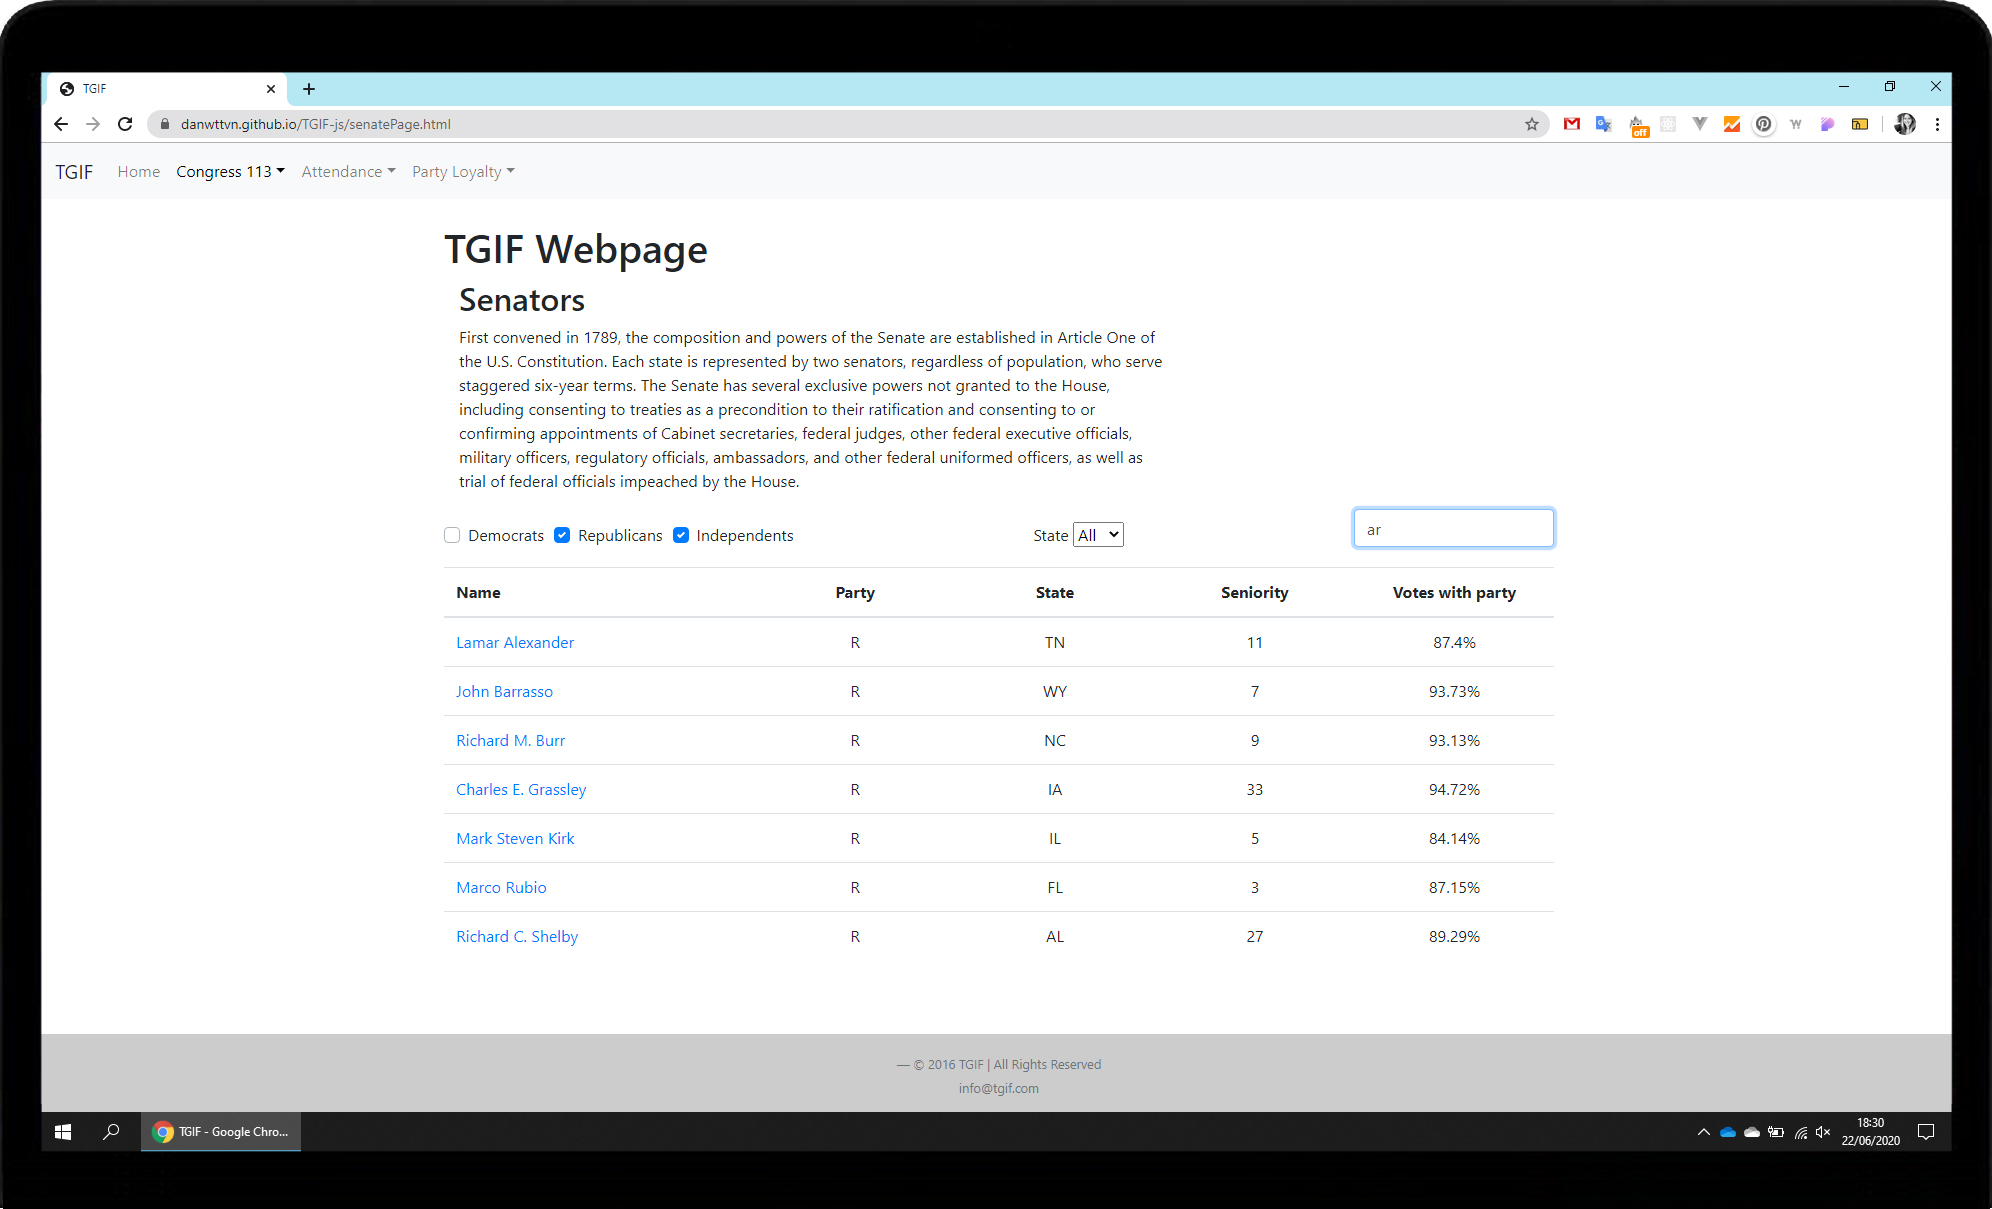 TGIF
danwttvn.github.io/TGIF-js/senatePage.html
off
TGIF Home Congress 113 Attendance Party Loyalty
TGIF Webpage
Senators
First convened in 1789, the composition and powers of the Senate are established in Article One of
the U.S. Constitution. Each state is represented by two senators, regardless of population, who serve
staggered six-year terms. The Senate has several exclusive powers not granted to the House,
including consenting to treaties as a precondition to their ratification and consenting to or
confirming appointments of Cabinet secretaries, federal judges, other federal executive officials,
military officers, regulatory officials, ambassadors, and other federal uniformed officers, as well as
trial of federal officials impeached by the House.
Democrats Republicans Independents State All ar
Name Party State Seniority Votes with party
Lamar Alexander R TN 11 87.4%
John Barrasso R WY 7 93.73%
Richard M. Burr R NC 9 93.13%
Charles E. Grassley R IA 33 94.72%
Mark Steven Kirk R IL 5 84.14%
Marco Rubio R FL 3 87.15%
Richard C. Shelby R AL 27 89.29%
— © 2016 TGIF | All Rights Reserved
info@tgif.com
TGIF - Google Chro...
18:30
22/06/2020